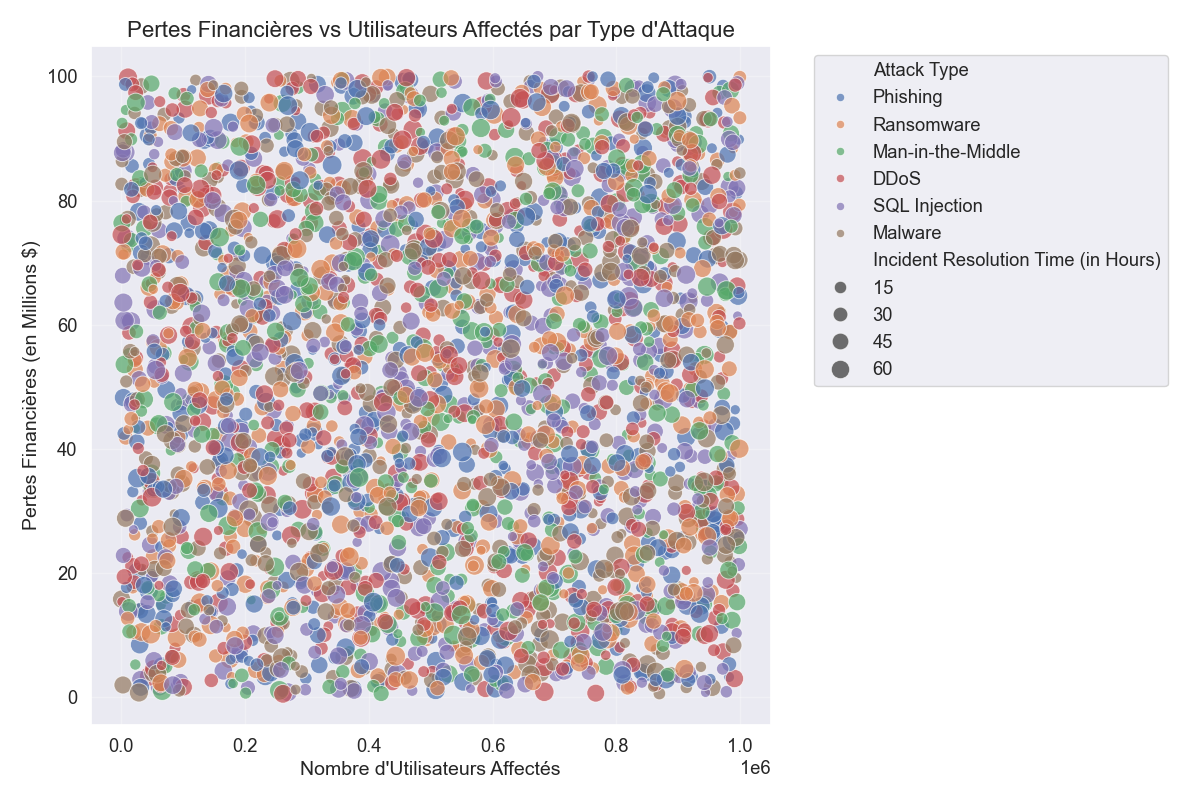 Pertes Financières vs Utilisateurs Affectés par Type d'Attaque
Pertes Financières (en Millions $)
100
80
60
40
20
0
0.0 0.2 0.4 0.6 0.8 1.0
1e6
Nombre d'Utilisateurs Affectés
Attack Type
Phishing
Ransomware
Man-in-the-Middle
DDoS
SQL Injection
Malware
Incident Resolution Time (in Hours)
15
30
45
60